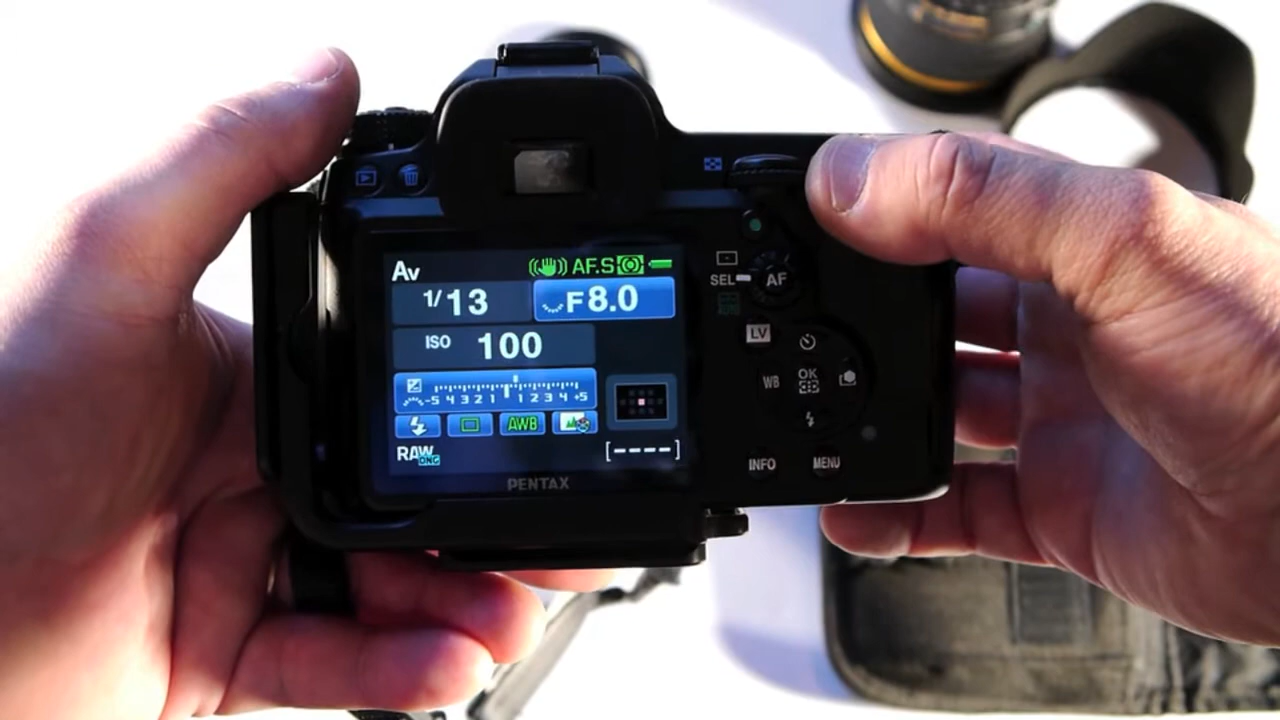 Av AF.S
1/13 F8.0
SEL AF
ISO 100
LV
-5 4 3 2 1 1 2 3 4 +5
WB OK
AWB
RAW DNG [----]
INFO MENU
PENTAX